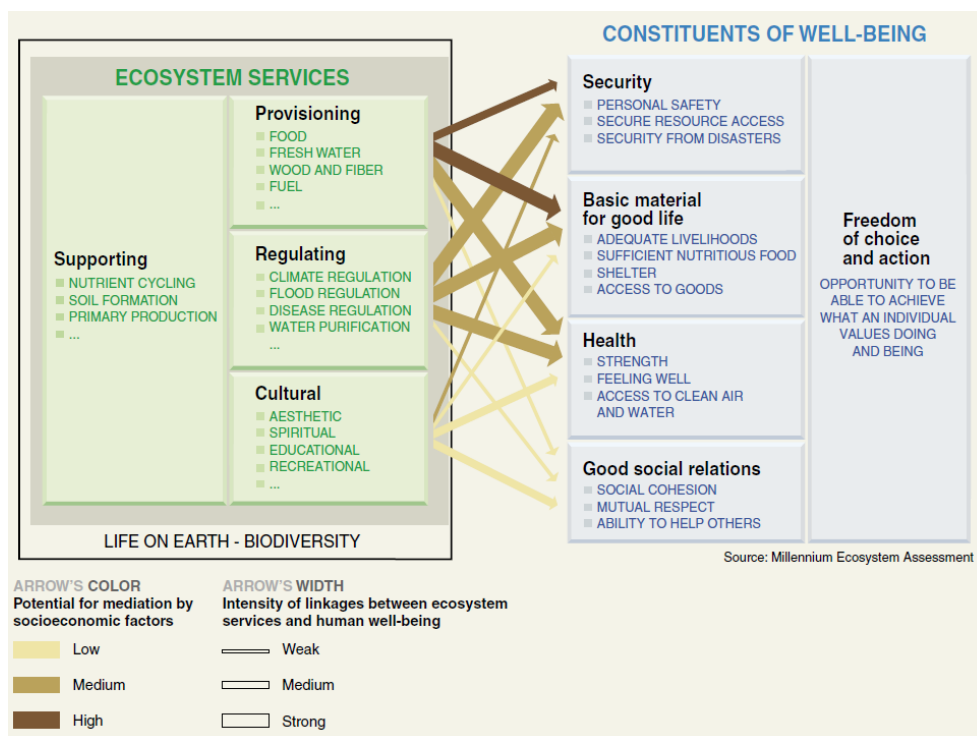 CONSTITUENTS OF WELL-BEING
ECOSYSTEM SERVICES
Supporting
NUTRIENT CYCLING
SOIL FORMATION
PRIMARY PRODUCTION
...
Provisioning
FOOD
FRESH WATER
WOOD AND FIBER
FUEL
...
Regulating
CLIMATE REGULATION
FLOOD REGULATION
DISEASE REGULATION
WATER PURIFICATION
...
Cultural
AESTHETIC
SPIRITUAL
EDUCATIONAL
RECREATIONAL
...
LIFE ON EARTH - BIODIVERSITY
Security
PERSONAL SAFETY
SECURE RESOURCE ACCESS
SECURITY FROM DISASTERS
Basic material
for good life
ADEQUATE LIVELIHOODS
SUFFICIENT NUTRITIOUS FOOD
SHELTER
ACCESS TO GOODS
Health
STRENGTH
FEELING WELL
ACCESS TO CLEAN AIR
AND WATER
Good social relations
SOCIAL COHESION
MUTUAL RESPECT
ABILITY TO HELP OTHERS
Freedom
of choice
and action
OPPORTUNITY TO BE
ABLE TO ACHIEVE
WHAT AN INDIVIDUAL
VALUES DOING
AND BEING
Source: Millennium Ecosystem Assessment
ARROW'S COLOR
Potential for mediation by
socioeconomic factors
Low
Medium
High
ARROW'S WIDTH
Intensity of linkages between ecosystem
services and human well-being
Weak
Medium
Strong